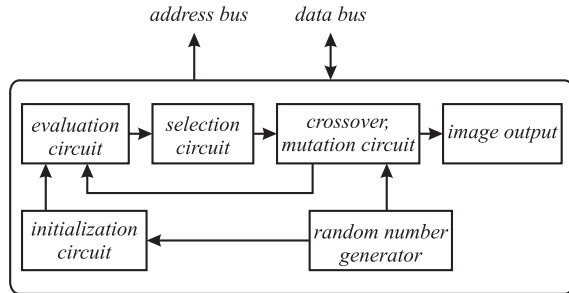 address bus
data bus
evaluation
circuit
selection
circuit
crossover,
mutation circuit
image output
initialization
circuit
random number
generator